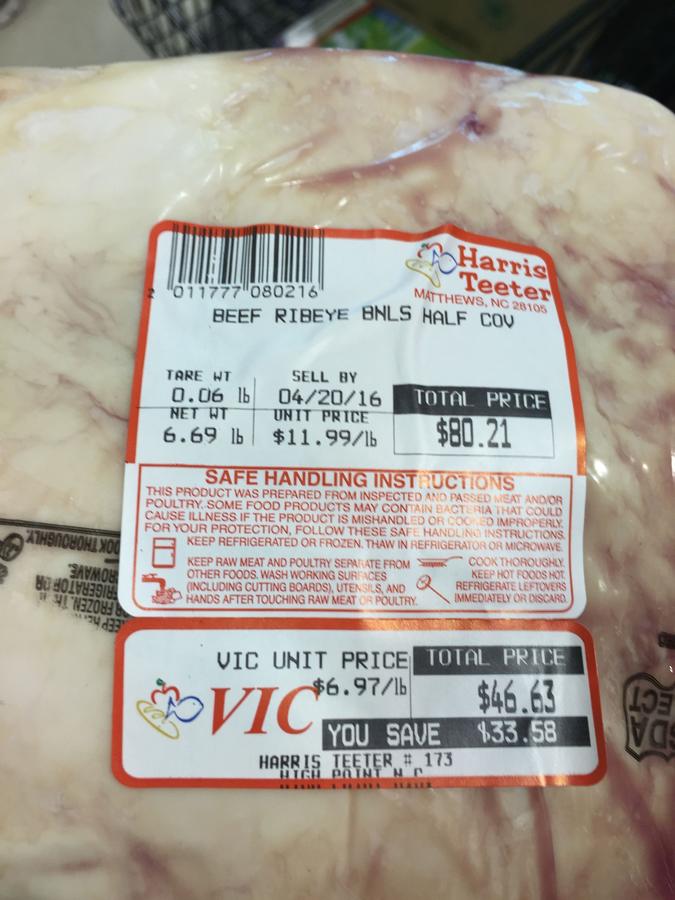 2 011777 080216
Harris
Teeter
MATTHEWS, NC 28105
BEEF RIBEYE BNLS HALF COV
TARE WT SELL BY
0.06 lb 04/20/16 TOTAL PRICE
NET WT UNIT PRICE
6.69 lb $11.99/lb $80.21
SAFE HANDLING INSTRUCTIONS
THIS PRODUCT WAS PREPARED FROM INSPECTED AND PASSED MEAT AND/OR
POULTRY. SOME FOOD PRODUCTS MAY CONTAIN BACTERIA THAT COULD
CAUSE ILLNESS IF THE PRODUCT IS MISHANDLED OR COOKED IMPROPERLY.
FOR YOUR PROTECTION, FOLLOW THESE SAFE HANDLING INSTRUCTIONS.
KEEP REFRIGERATED OR FROZEN. THAW IN REFRIGERATOR OR MICROWAVE.
KEEP RAW MEAT AND POULTRY SEPARATE FROM
OTHER FOODS. WASH WORKING SURFACES
(INCLUDING CUTTING BOARDS), UTENSILS, AND
HANDS AFTER TOUCHING RAW MEAT OR POULTRY.
COOK THOROUGHLY.
KEEP HOT FOODS HOT.
REFRIGERATE LEFTOVERS
IMMEDIATELY OR DISCARD.
OOK THOROUGHLY.
ROWAVE.
FRIGERATOR OR
R FROZEN.
VIC UNIT PRICE TOTAL PRICE
$6.97/lb $46.63
VIC
YOU SAVE $33.58
HARRIS TEETER # 173
HIGH POINT N C